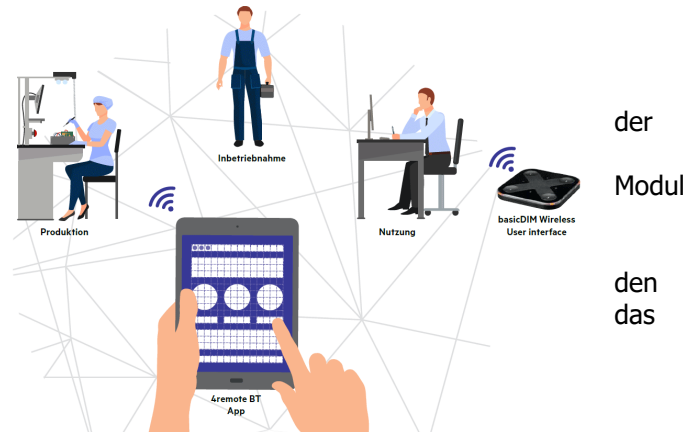 Inbetriebnahme
Produktion
Nutzung
basicDIM Wireless
User interface
4remote BT
App
der
Modul
den
das